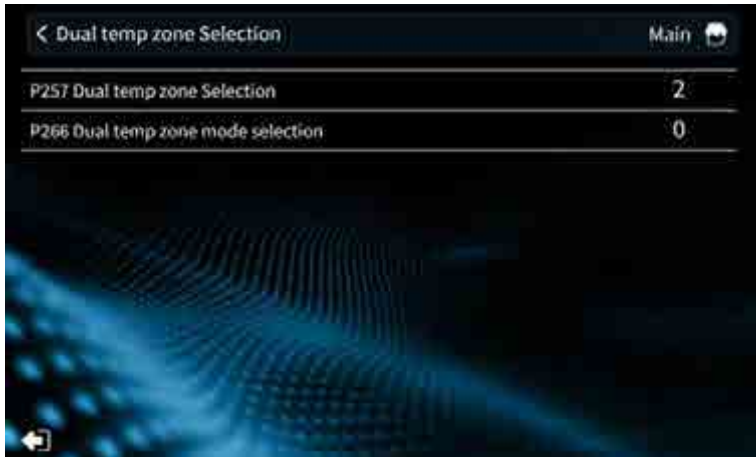 Dual temp zone Selection Main
P257 Dual temp zone Selection 2
P266 Dual temp zone mode selection 0